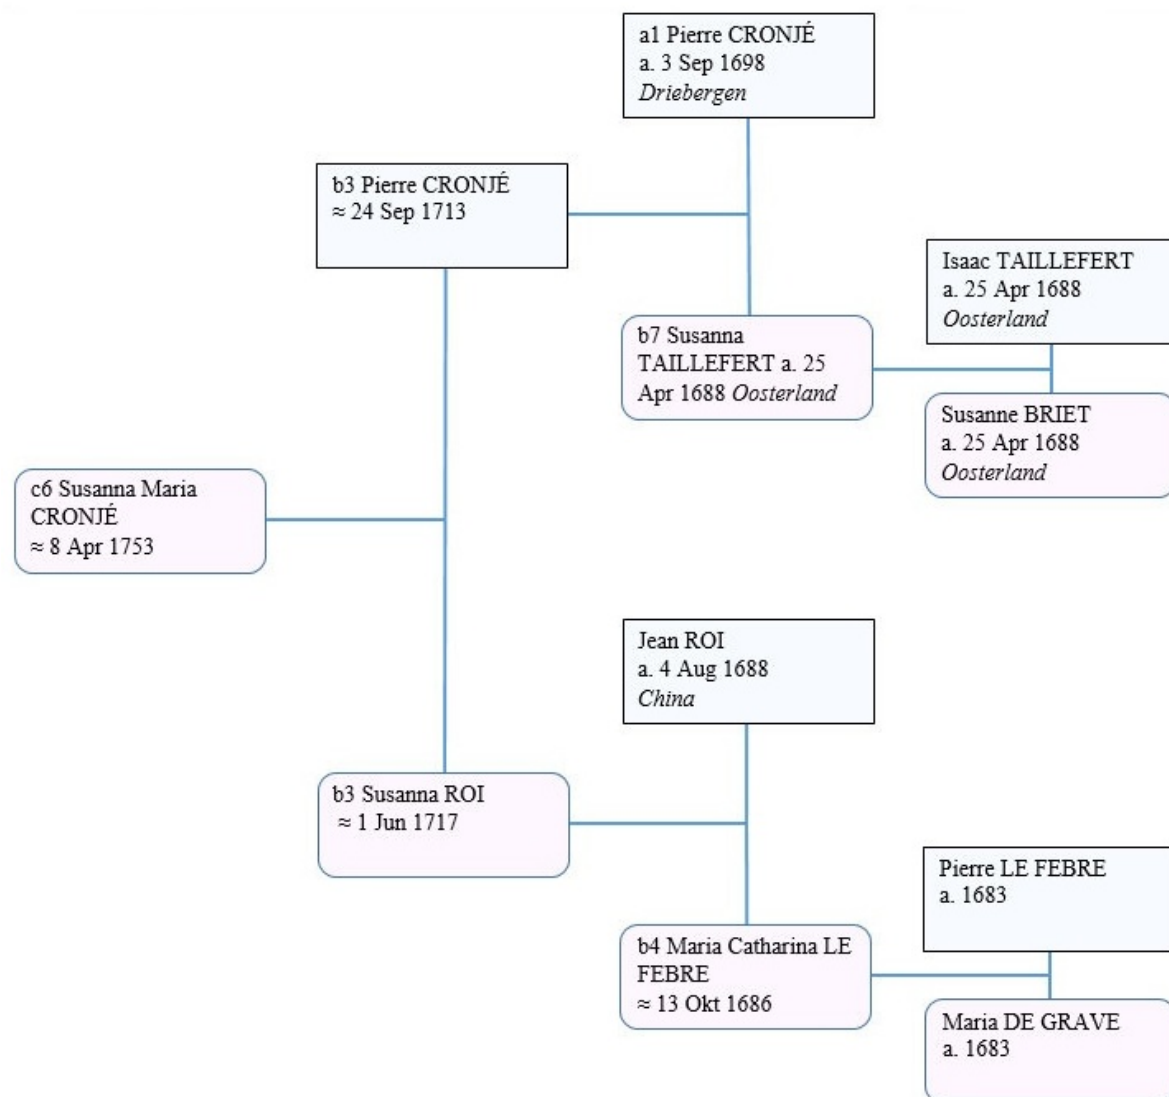 a1 Pierre CRONJÉ
a. 3 Sep 1698
Driebergen
b3 Pierre CRONJÉ
≈ 24 Sep 1713
Isaac TAILLEFERT
a. 25 Apr 1688
Oosterland
b7 Susanna
TAILLEFERT a. 25
Apr 1688 Oosterland
Susanne BRIET
a. 25 Apr 1688
Oosterland
c6 Susanna Maria
CRONJÉ
≈ 8 Apr 1753
Jean ROI
a. 4 Aug 1688
China
b3 Susanna ROI
≈ 1 Jun 1717
Pierre LE FEBRE
a. 1683
b4 Maria Catharina LE
FEBRE
≈ 13 Okt 1686
Maria DE GRAVE
a. 1683